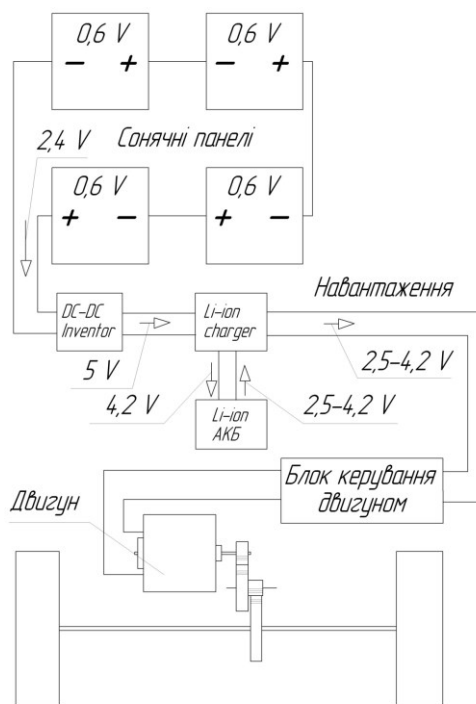 0,6 V
0,6 V
− +
− +
2,4 V
Сонячні панелі
0,6 V
0,6 V
+ −
+ −
DC-DC
Inventor
Li-ion
charger
Навантаження
5 V
2,5-4,2 V
4,2 V
2,5-4,2 V
Li-ion
АКБ
Блок керування
двигуном
Двигун